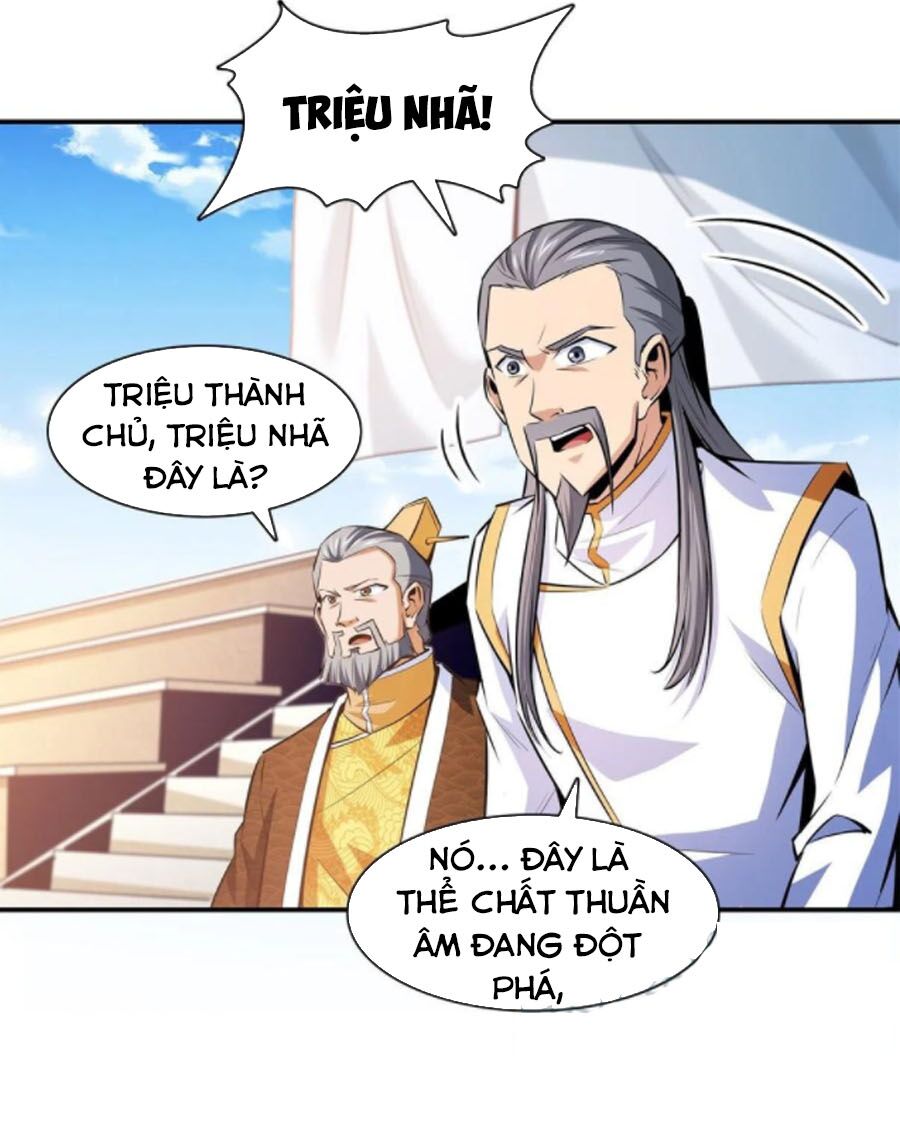 TRIỆU NHÃ!
TRIỆU THÀNH
CHỦ, TRIỆU NHÃ
ĐÂY LÀ?
NÓ... ĐÂY LÀ
THỂ CHẤT THUẦN
ÂM ĐANG ĐỘT
PHÁ,